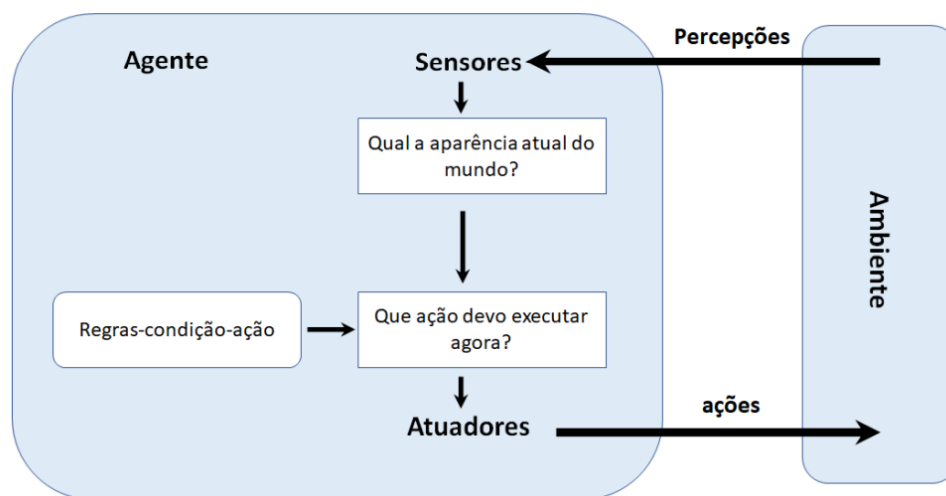 Agente
Sensores
Percepções
Qual a aparência atual do
mundo?
Ambiente
Regras-condição-ação
Que ação devo executar
agora?
Atuadores
ações